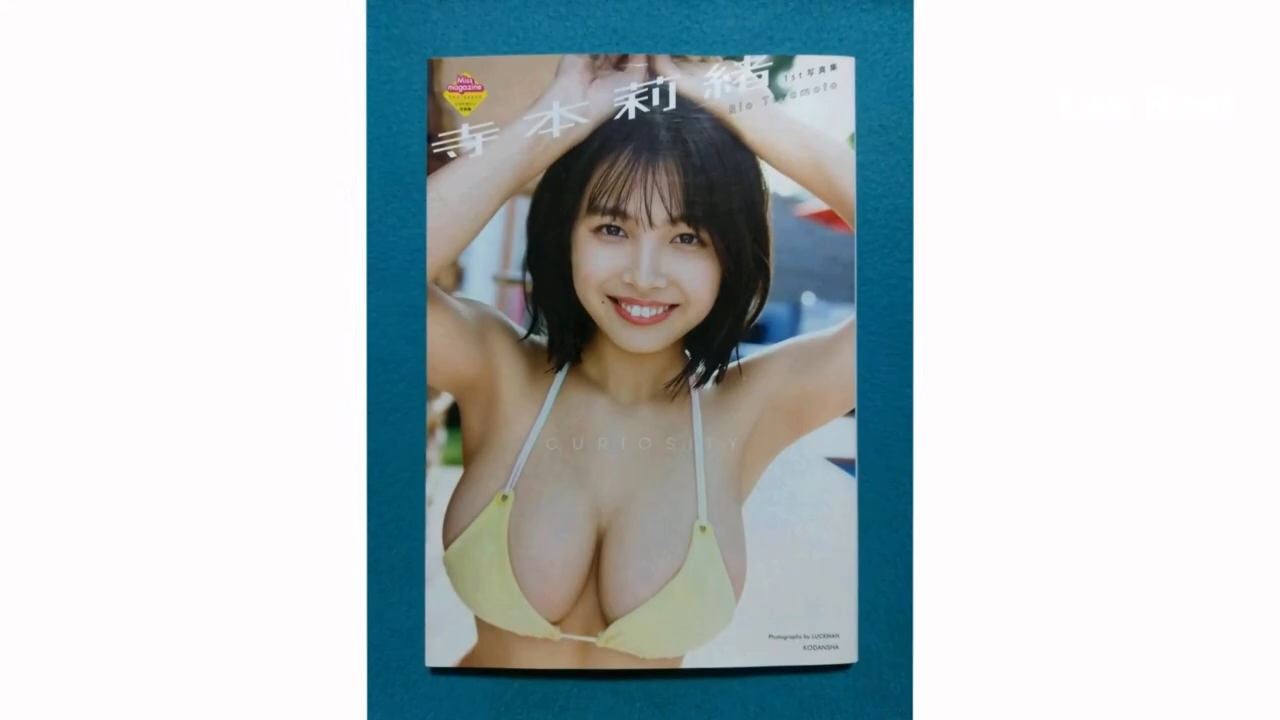 Miss
magazine
寺本莉緒
1st写真集
Rio Teramoto
CURIOSITY
Photographs by LUCKMAN
KODANSHA